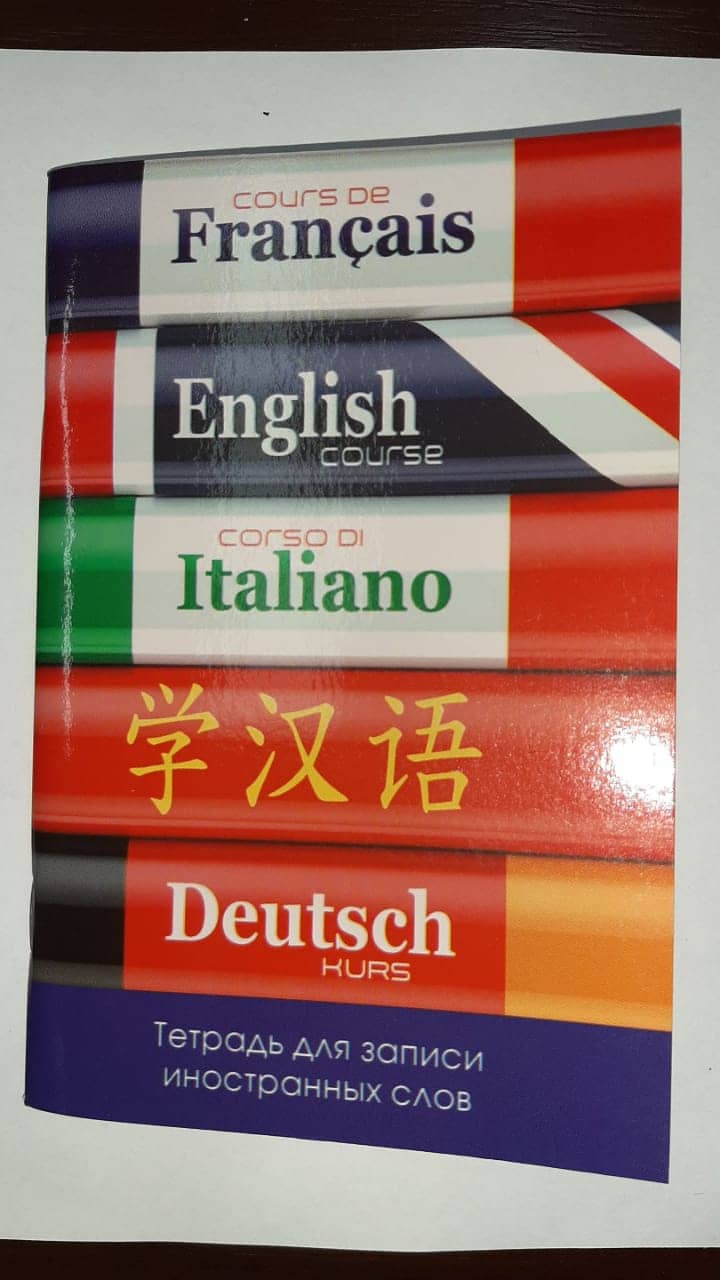 COURS DE
Français
English
COURSE
CORSO DI
Italiano
学汉语
Deutsch
KURS
Тетрадь для записи
иностранных слов